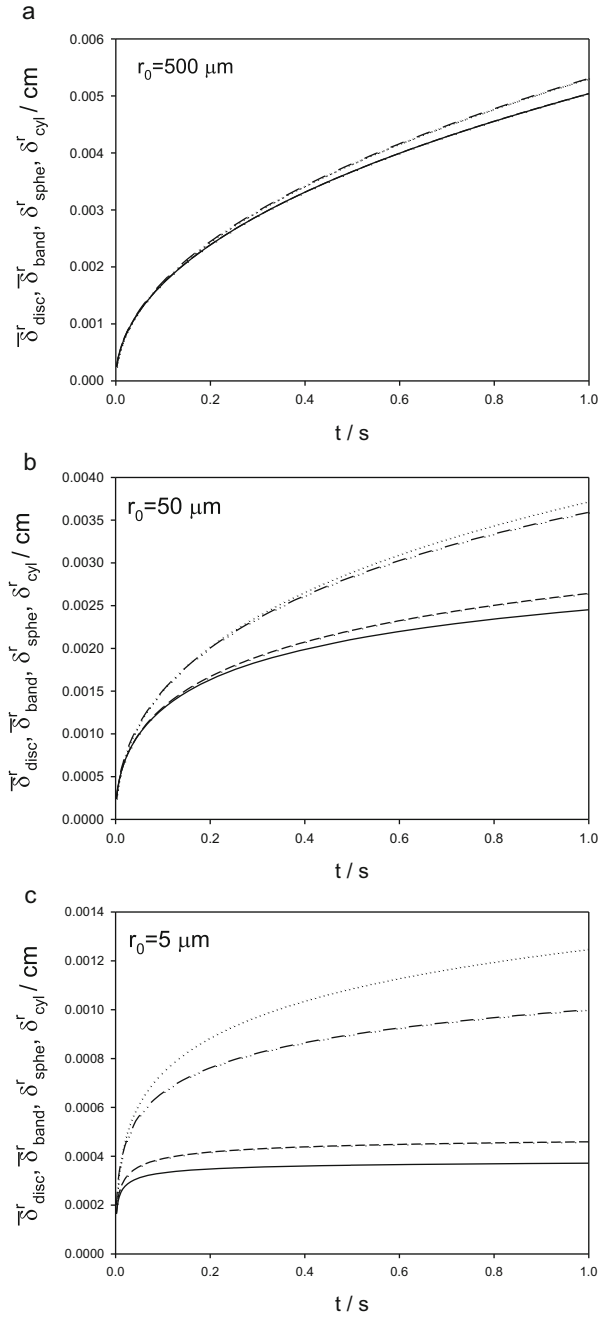 a
r₀=500 μm
δ̅ʳdisc, δ̅ʳband, δʳsphe, δʳcyl / cm
0.006
0.005
0.004
0.003
0.002
0.001
0.000
0.0 0.2 0.4 0.6 0.8 1.0
t / s
b
r₀=50 μm
δ̅ʳdisc, δ̅ʳband, δʳsphe, δʳcyl / cm
0.0040
0.0035
0.0030
0.0025
0.0020
0.0015
0.0010
0.0005
0.0000
0.0 0.2 0.4 0.6 0.8 1.0
t / s
c
r₀=5 μm
δ̅ʳdisc, δ̅ʳband, δʳsphe, δʳcyl / cm
0.0014
0.0012
0.0010
0.0008
0.0006
0.0004
0.0002
0.0000
0.0 0.2 0.4 0.6 0.8 1.0
t / s